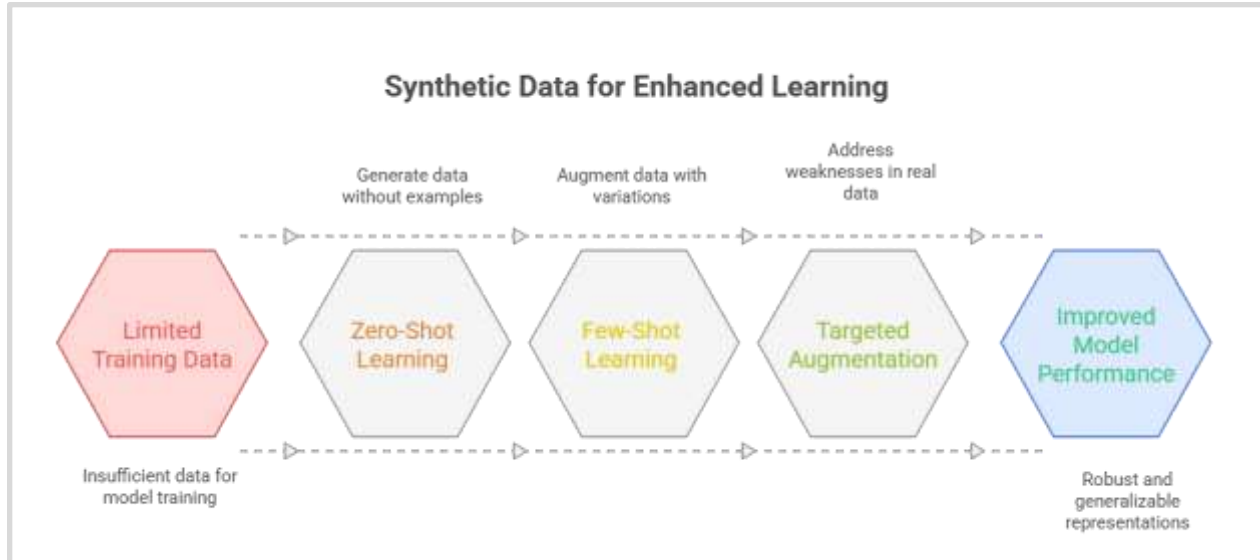 Synthetic Data for Enhanced Learning
Generate data
without examples
Augment data with
variations
Address
weaknesses in real
data
Limited
Training Data
Zero-Shot
Learning
Few-Shot
Learning
Targeted
Augmentation
Improved
Model
Performance
Insufficient data for
model training
Robust and
generalizable
representations